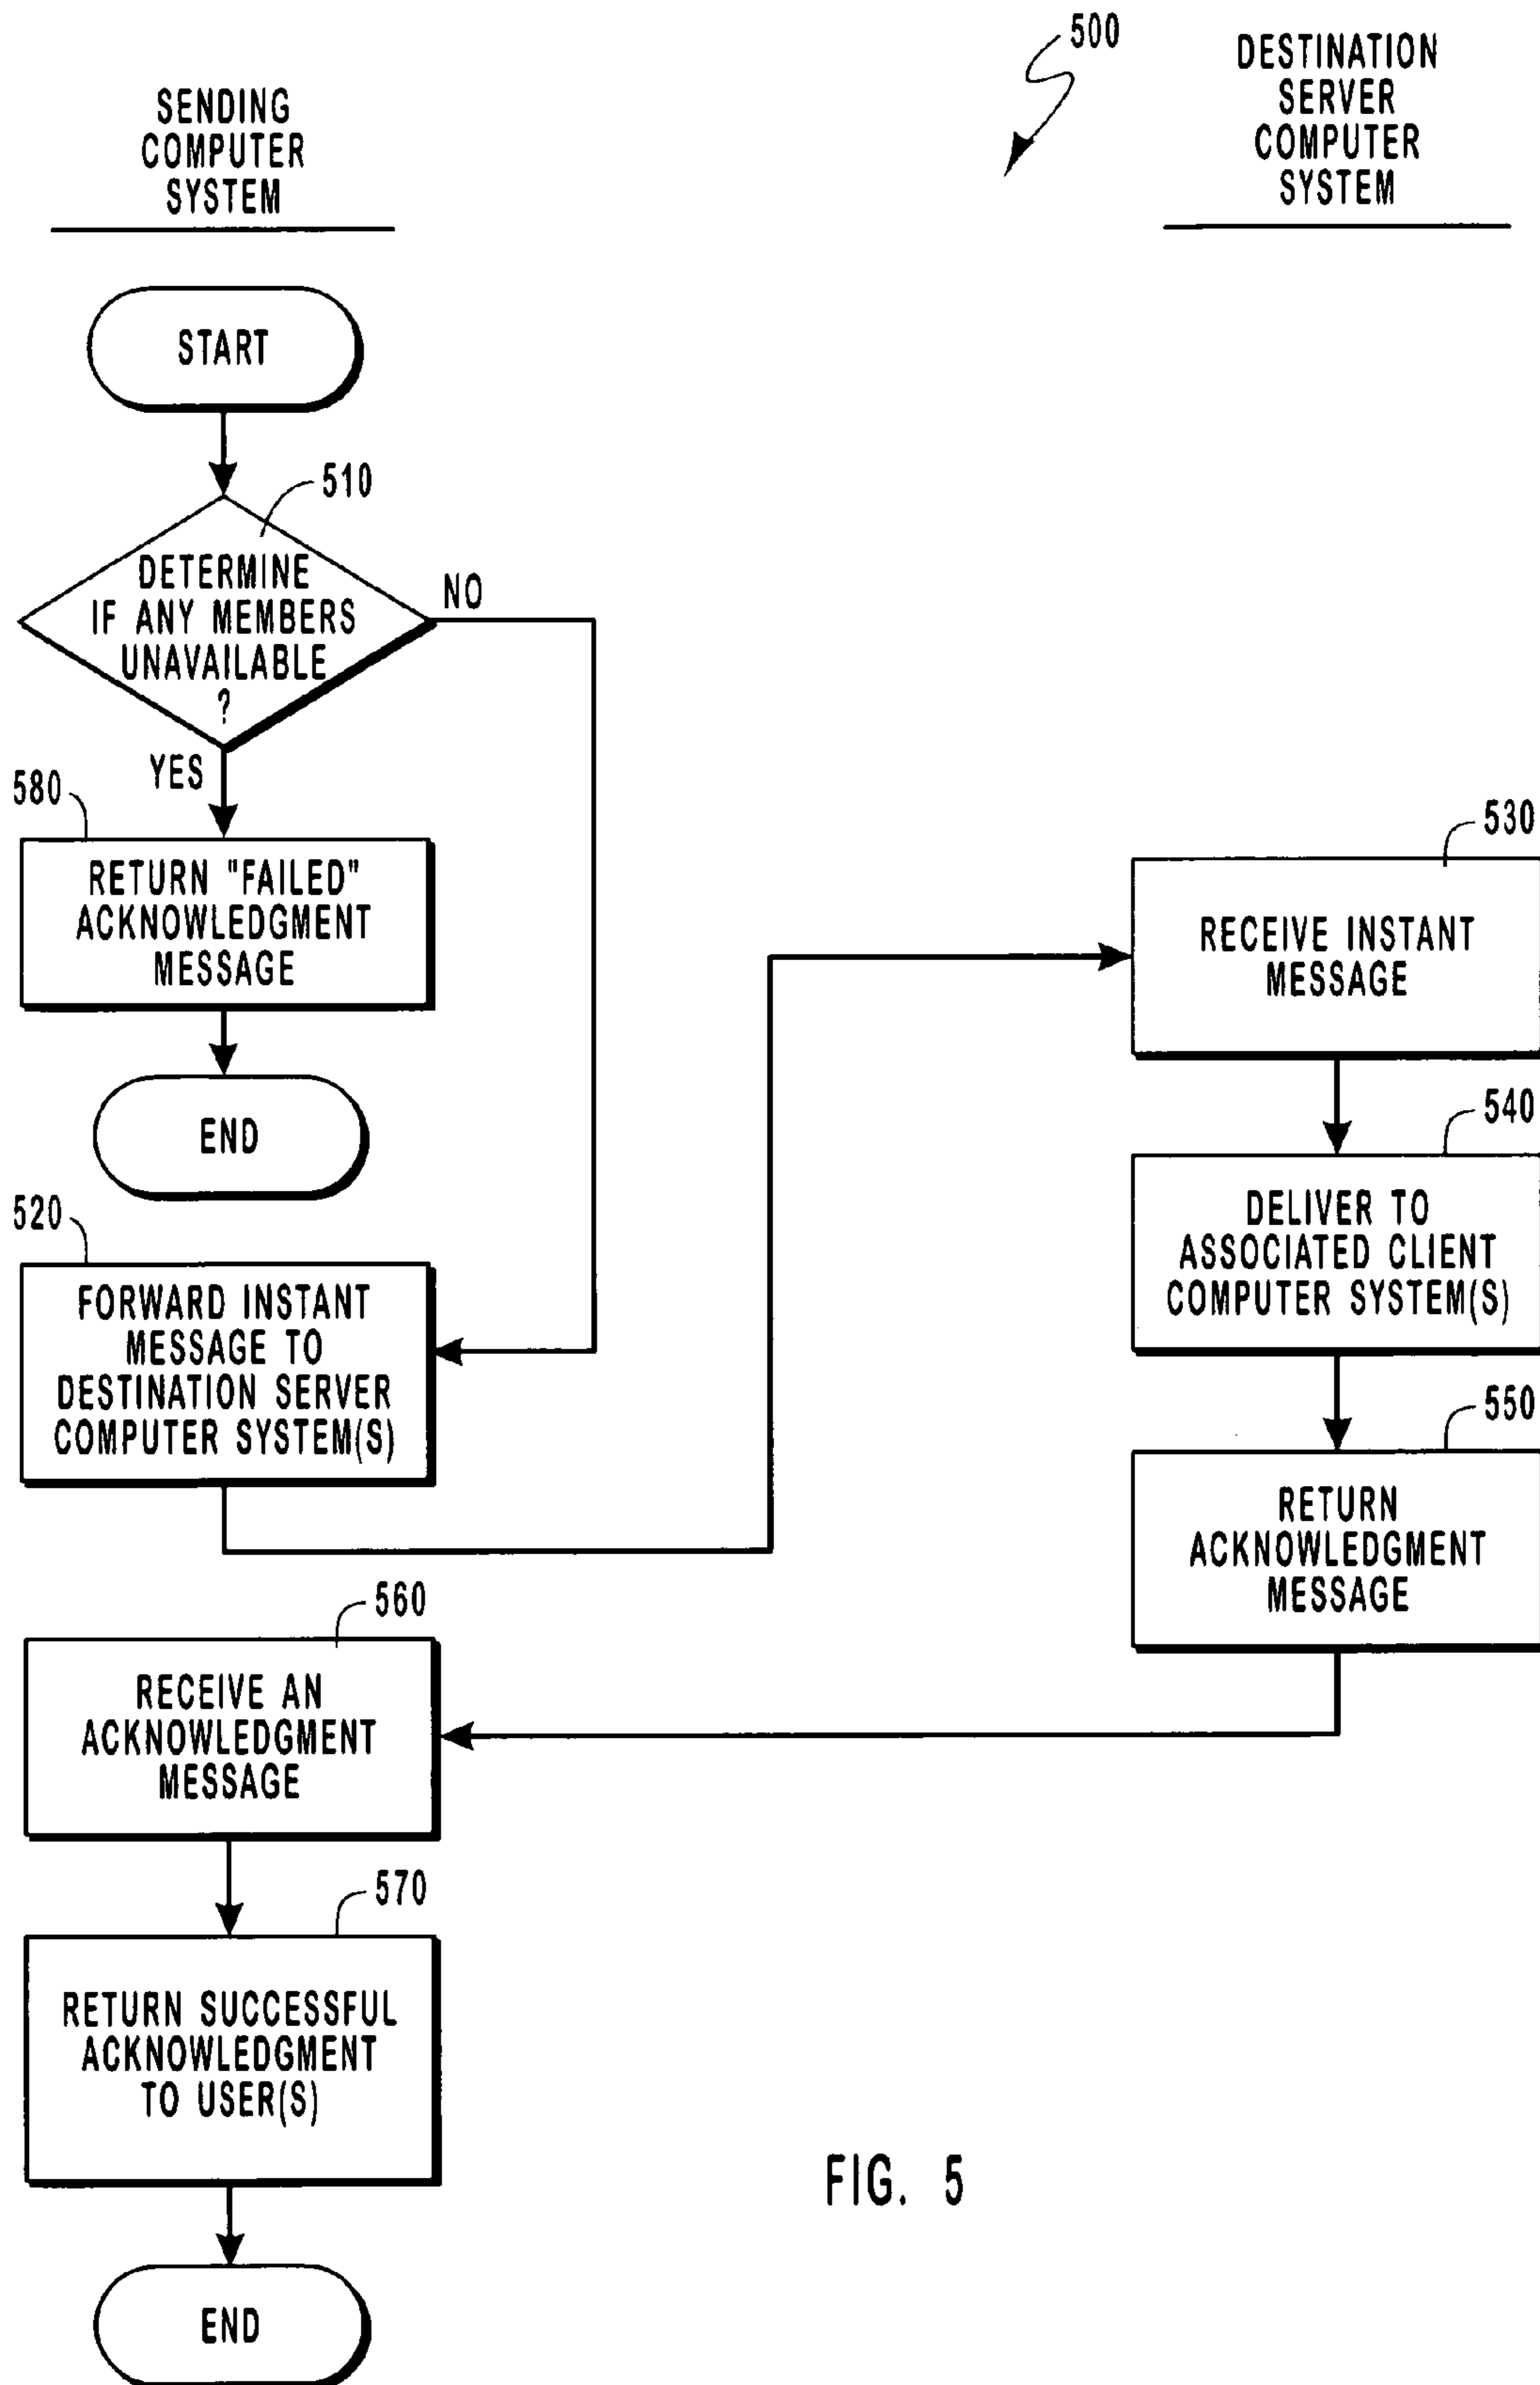 500
SENDING
COMPUTER
SYSTEM
DESTINATION
SERVER
COMPUTER
SYSTEM
START
510
DETERMINE
IF ANY MEMBERS
UNAVAILABLE
?
NO
YES
580
RETURN "FAILED"
ACKNOWLEDGMENT
MESSAGE
END
520
FORWARD INSTANT
MESSAGE TO
DESTINATION SERVER
COMPUTER SYSTEM(S)
530
RECEIVE INSTANT
MESSAGE
540
DELIVER TO
ASSOCIATED CLIENT
COMPUTER SYSTEM(S)
550
RETURN
ACKNOWLEDGMENT
MESSAGE
560
RECEIVE AN
ACKNOWLEDGMENT
MESSAGE
570
RETURN SUCCESSFUL
ACKNOWLEDGMENT
TO USER(S)
END
FIG. 5